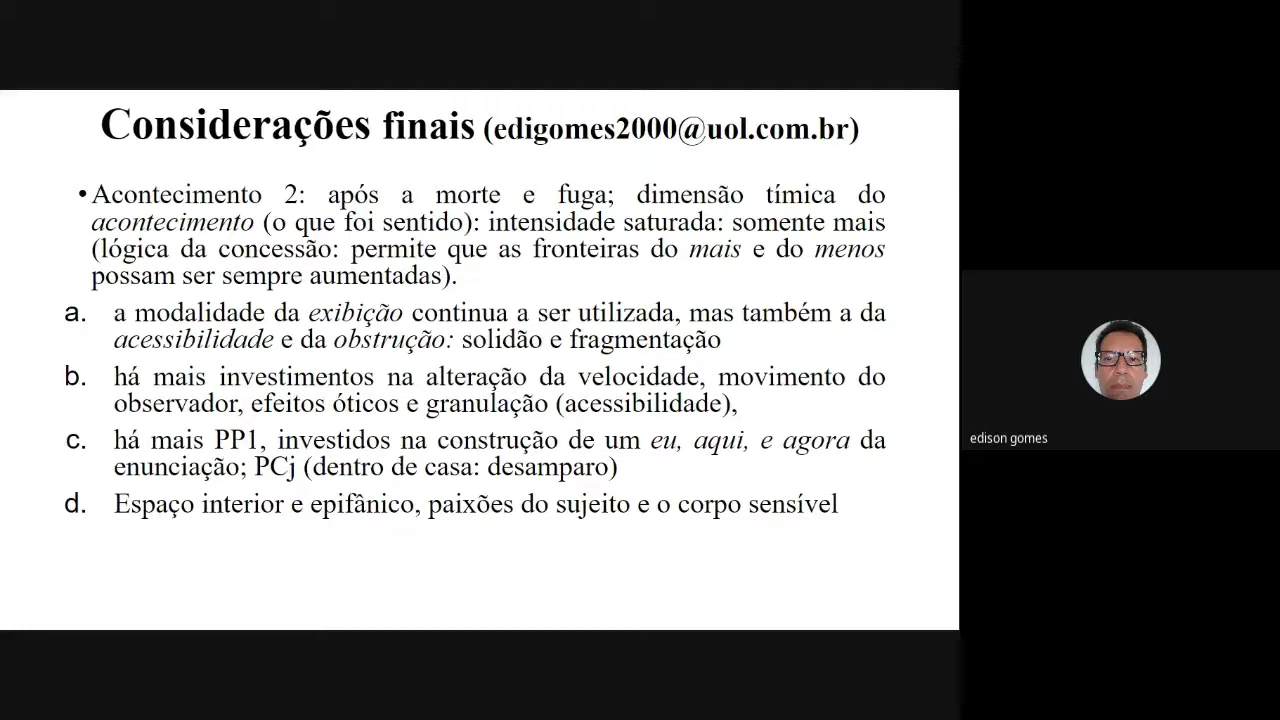 Considerações finais (edigomes2000@uol.com.br)
•Acontecimento 2: após a morte e fuga; dimensão tímica do
acontecimento (o que foi sentido): intensidade saturada: somente mais
(lógica da concessão: permite que as fronteiras do mais e do menos
possam ser sempre aumentadas).
a. a modalidade da exibição continua a ser utilizada, mas também a da
acessibilidade e da obstrução: solidão e fragmentação
b. há mais investimentos na alteração da velocidade, movimento do
observador, efeitos óticos e granulação (acessibilidade),
c. há mais PP1, investidos na construção de um eu, aqui, e agora da
enunciação; PCj (dentro de casa: desamparo)
d. Espaço interior e epifânico, paixões do sujeito e o corpo sensível
edison gomes